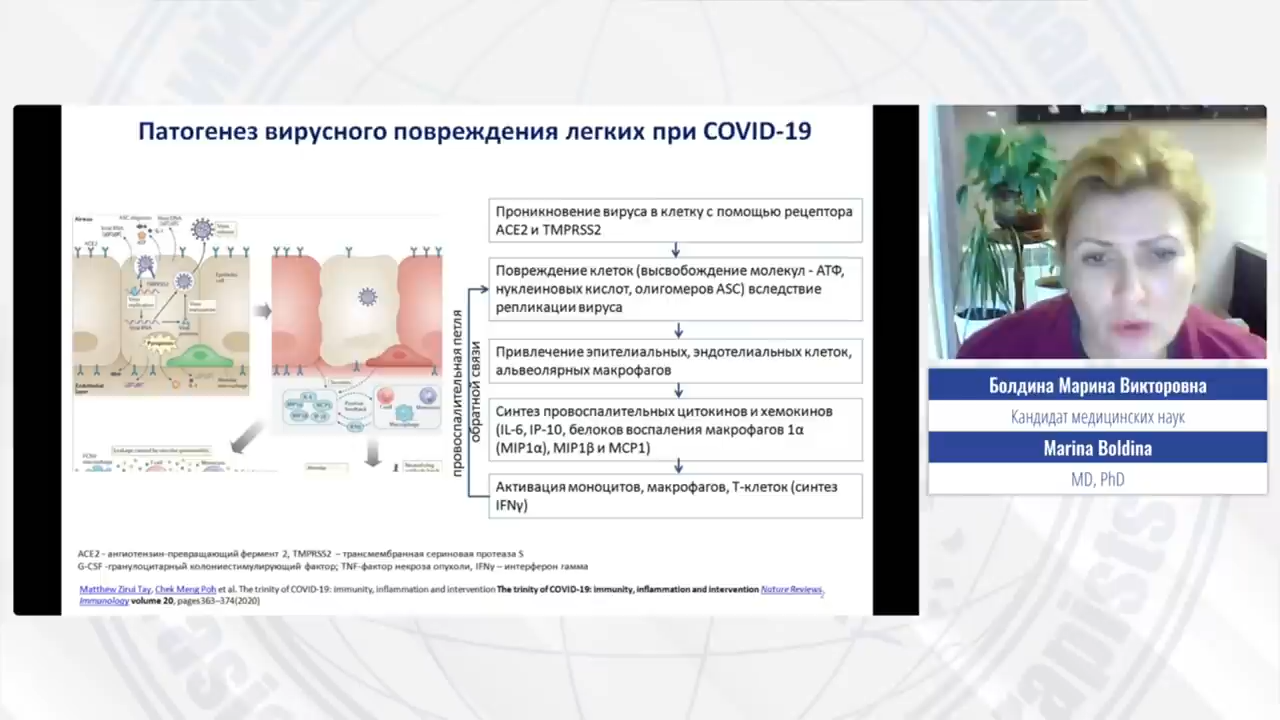 Патогенез вирусного повреждения легких при COVID-19
Проникновение вируса в клетку с помощью рецептора
ACE2 и TMPRSS2
Повреждение клеток (высвобождение молекул - АТФ,
нуклеиновых кислот, олигомеров ASC) вследствие
репликации вируса
Привлечение эпителиальных, эндотелиальных клеток,
альвеолярных макрофагов
Синтез провоспалительных цитокинов и хемокинов
(IL-6, IP-10, белоков воспаления макрофагов 1α
(MIP1α), MIP1β и MCP1)
Активация моноцитов, макрофагов, Т-клеток (синтез
IFNγ)
провоспалительная петля
обратной связи
Airway
ACE2
ACE2 - ангиотензин-превращающий фермент 2, TMPRSS2 – трансмембранная сериновая протеаза S
G-CSF -гранулоцитарный колониестимулирующий фактор; TNF-фактор некроза опухоли, IFNγ – интерферон гамма
Matthew Zirui Tay, Chek Meng Poh et al. The trinity of COVID-19: immunity, inflammation and intervention The trinity of COVID-19: immunity, inflammation and intervention Nature Reviews,
Immunology volume 20, pages363–374(2020)
Болдина Марина Викторовна
Кандидат медицинских наук
Marina Boldina
MD, PhD